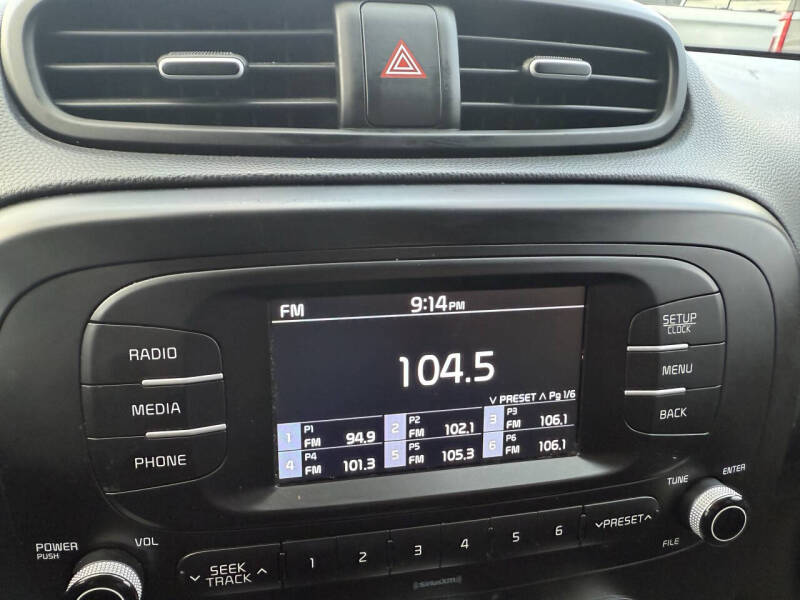 FM 9:14PM
104.5
∨ PRESET ∧ Pg 1/6
1 P1 FM 94.9 2 P2 FM 102.1 3 P3 FM 106.1
4 P4 FM 101.3 5 P5 FM 105.3 6 P6 FM 106.1
RADIO
MEDIA
PHONE
SETUP
CLOCK
MENU
BACK
POWER
PUSH
VOL
∨ SEEK ∧
TRACK
1 2 3 4 5 6
∨PRESET∧
TUNE
ENTER
FILE
SiriusXM